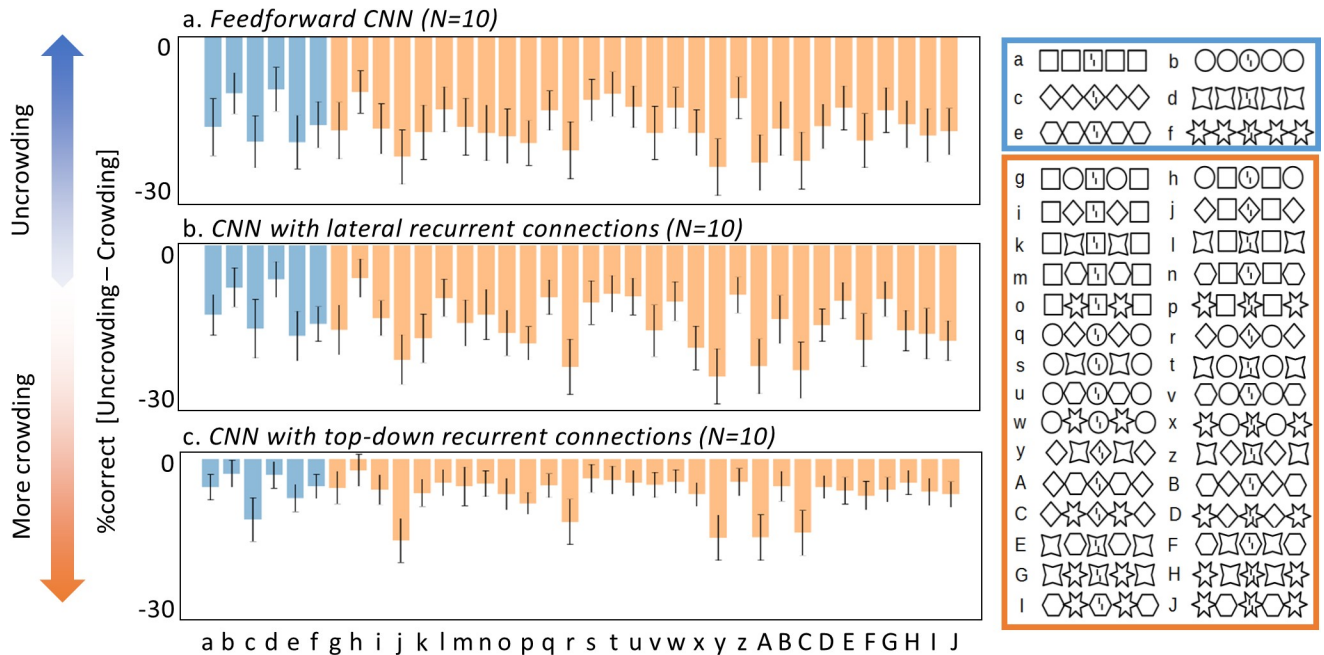 Uncrowding
More crowding
%correct [Uncrowding – Crowding]
a. Feedforward CNN (N=10)
0
-30
b. CNN with lateral recurrent connections (N=10)
0
-30
c. CNN with top-down recurrent connections (N=10)
0
-30
a b c d e f g h i j k l m n o p q r s t u v w x y z A B C D E F G H I J
a b
c d
e f
g h
i j
k l
m n
o p
q r
s t
u v
w x
y z
A B
C D
E F
G H
I J